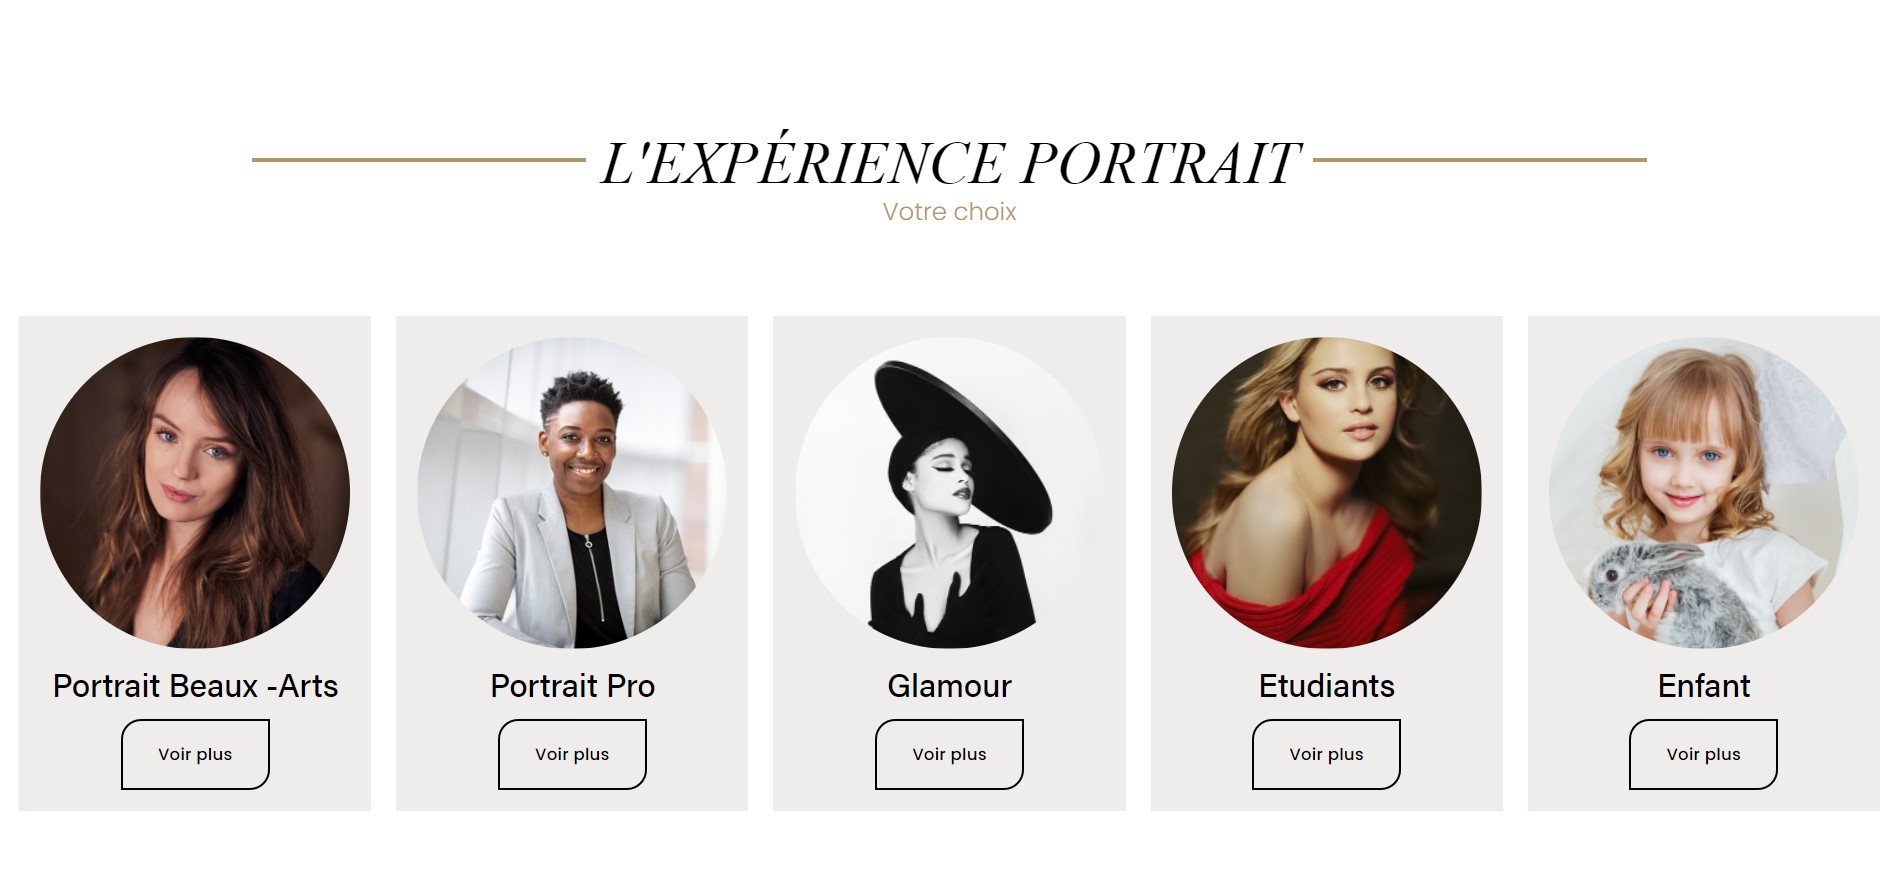 L'EXPÉRIENCE PORTRAIT
Votre choix
Portrait Beaux -Arts
Voir plus
Portrait Pro
Voir plus
Glamour
Voir plus
Etudiants
Voir plus
Enfant
Voir plus